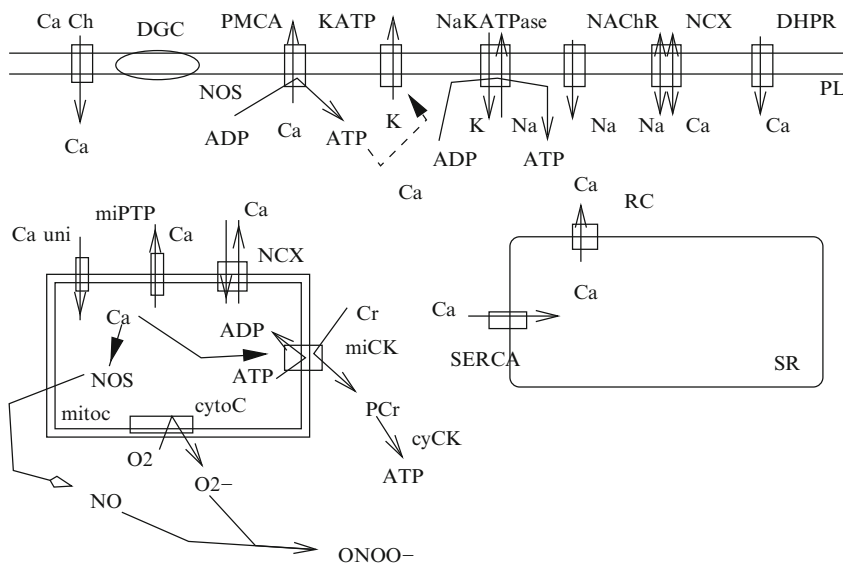 Ca Ch DGC PMCA KATP NaKATPase NAChR NCX DHPR
PL
NOS
Ca ADP Ca ATP K K Na Na Na Ca Ca
ADP ATP
Ca
Ca RC
miPTP Ca
Ca uni Ca NCX
Ca
Ca
Ca ADP Cr
miCK SERCA
NOS ATP SR
mitoc cytoC PCr
cyCK
O2 ATP
O2−
NO
ONOO−